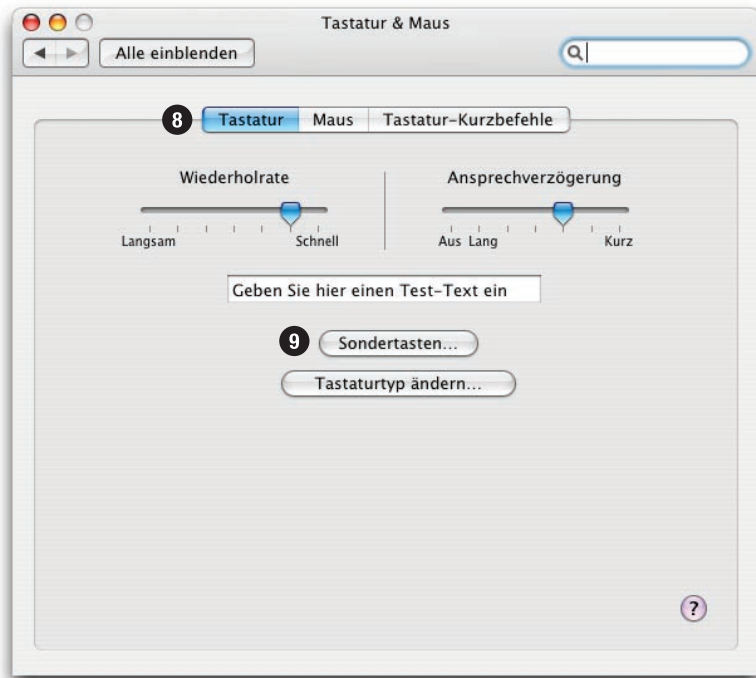 Tastatur & Maus
Alle einblenden
8 Tastatur Maus Tastatur-Kurzbefehle
Wiederholrate Ansprechverzögerung
Langsam Schnell Aus Lang Kurz
Geben Sie hier einen Test-Text ein
9 Sondertasten...
Tastaturtyp ändern...
?